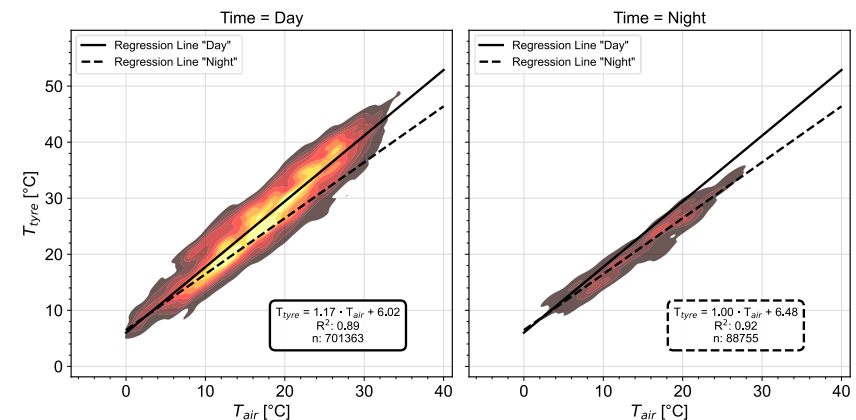 Time = Day
Time = Night
Regression Line "Day"
Regression Line "Night"
Regression Line "Day"
Regression Line "Night"
T_tyre [°C]
50
40
30
20
10
0
T_tyre = 1.17 · T_air + 6.02
R²: 0.89
n: 701363
T_tyre = 1.00 · T_air + 6.48
R²: 0.92
n: 88755
0 10 20 30 40
0 10 20 30 40
T_air [°C]
T_air [°C]